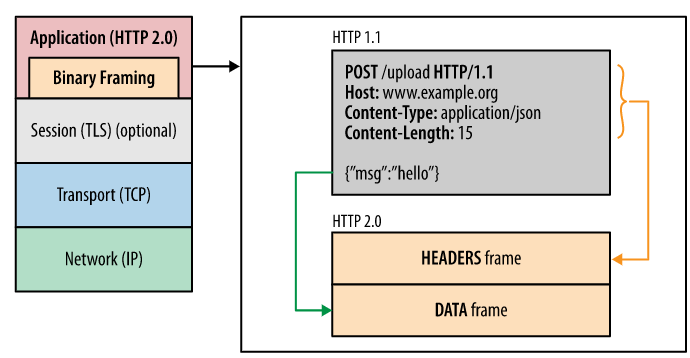 Application (HTTP 2.0)
Binary Framing
Session (TLS) (optional)
Transport (TCP)
Network (IP)
HTTP 1.1
POST /upload HTTP/1.1
Host: www.example.org
Content-Type: application/json
Content-Length: 15
{”msg”:”hello”}
HTTP 2.0
HEADERS frame
DATA frame